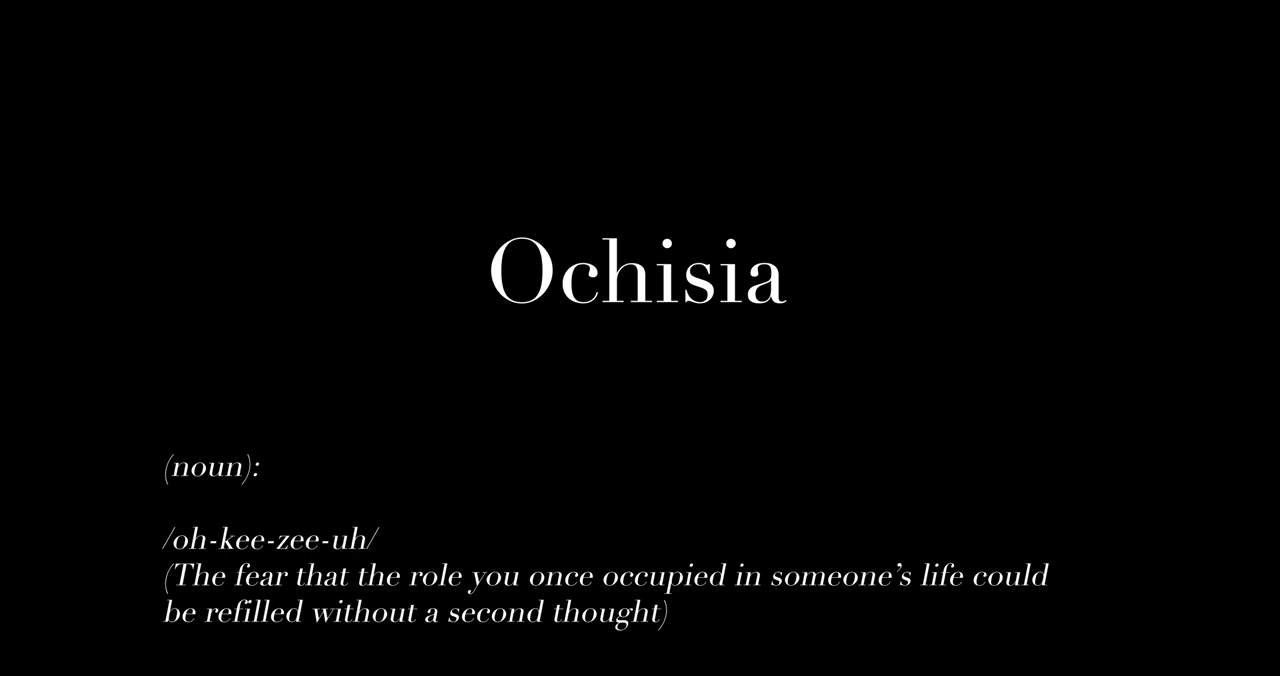 Ochisia
(noun):
/oh-kee-zee-uh/
(The fear that the role you once occupied in someone’s life could
be refilled without a second thought)